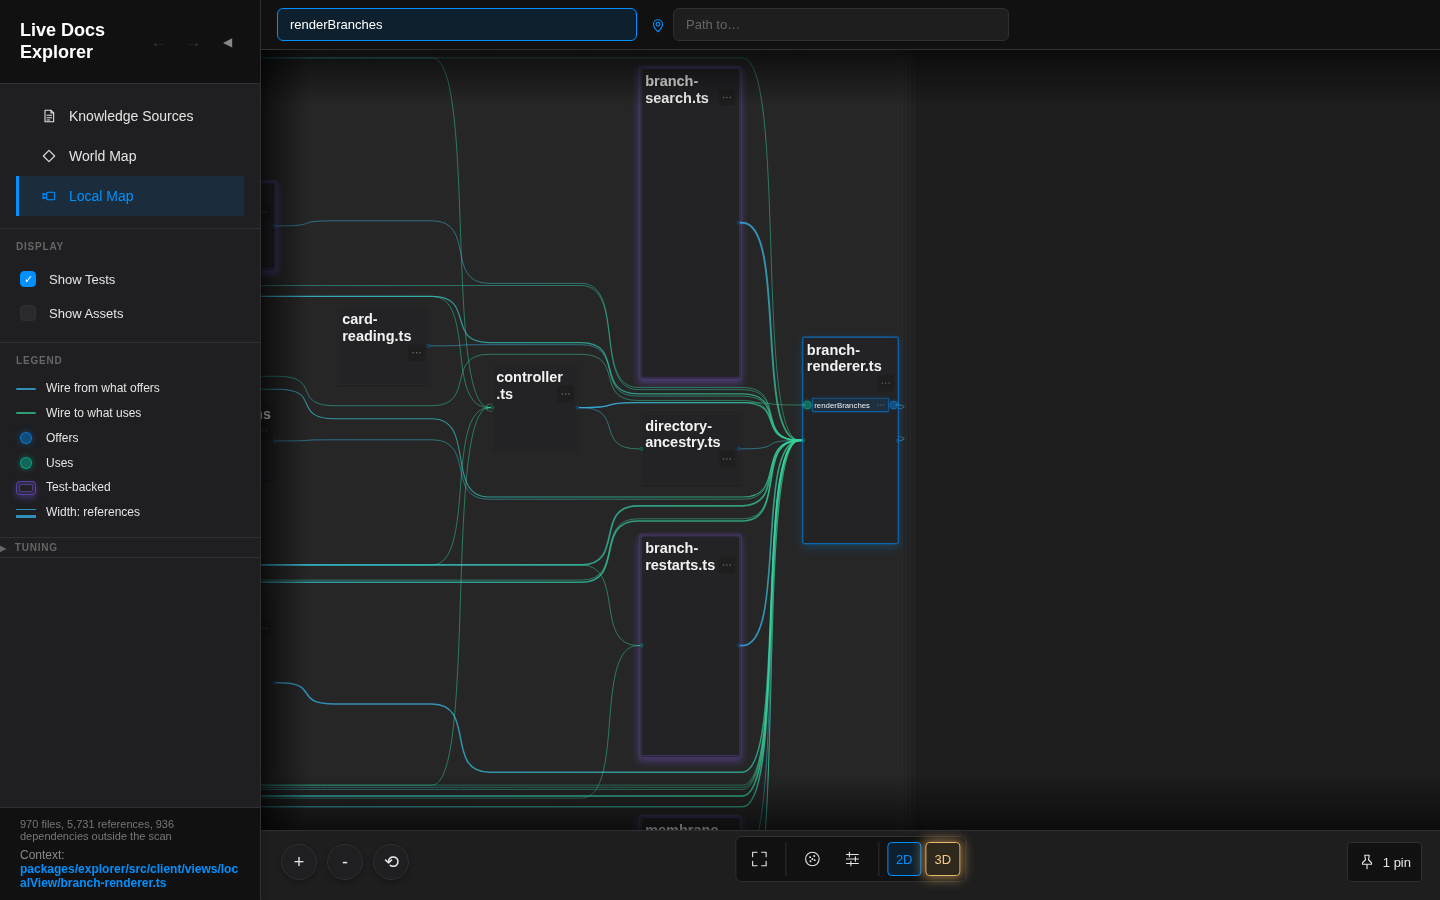 Live Docs
Explorer
renderBranches
Path to…
Knowledge Sources
World Map
Local Map
DISPLAY
Show Tests
Show Assets
LEGEND
Wire from what offers
Wire to what uses
Offers
Uses
Test-backed
Width: references
TUNING
970 files, 5,731 references, 936
dependencies outside the scan
Context:
packages/explorer/src/client/views/loc
alView/branch-renderer.ts
branch-
search.ts
card-
reading.ts
controller
.ts
directory-
ancestry.ts
branch-
renderer.ts
renderBranches
branch-
restarts.ts
membrane
+
-
2D
3D
1 pin